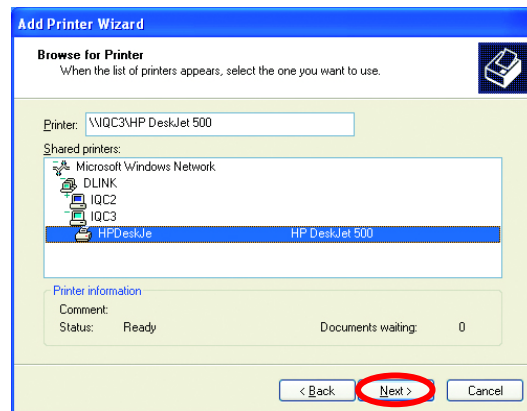 Add Printer Wizard
Browse for Printer
When the list of printers appears, select the one you want to use.
Printer: \\IQC3\HP DeskJet 500
Shared printers:
Microsoft Windows Network
DLINK
IQC2
IQC3
HPDeskJe HP DeskJet 500
Printer information
Comment:
Status: Ready Documents waiting: 0
< Back Next > Cancel